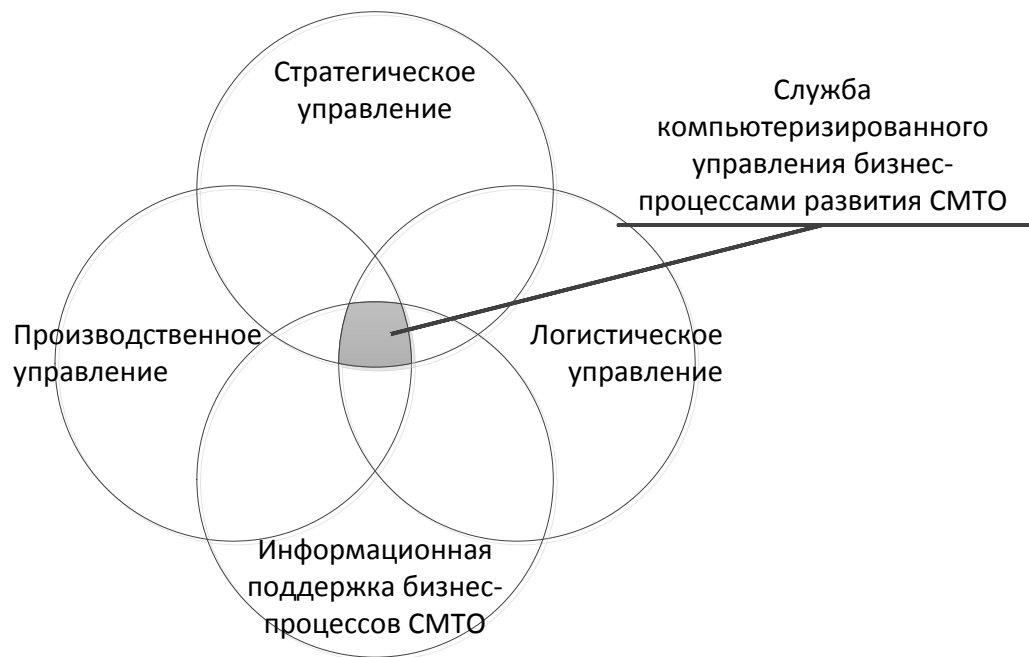 Стратегическое
управление
Служба
компьютеризированного
управления бизнес-
процессами развития СМТО
Производственное
управление
Логистическое
управление
Информационная
поддержка бизнес-
процессов СМТО